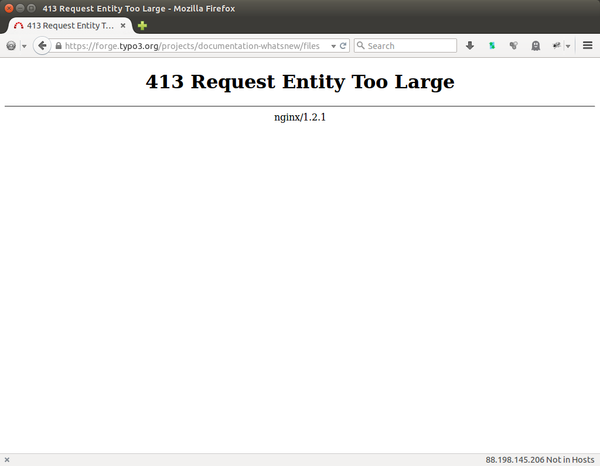 413 Request Entity Too Large - Mozilla Firefox
413 Request Entity T...
https://forge.typo3.org/projects/documentation-whatsnew/files
Search
413 Request Entity Too Large
nginx/1.2.1
88.198.145.206 Not in Hosts